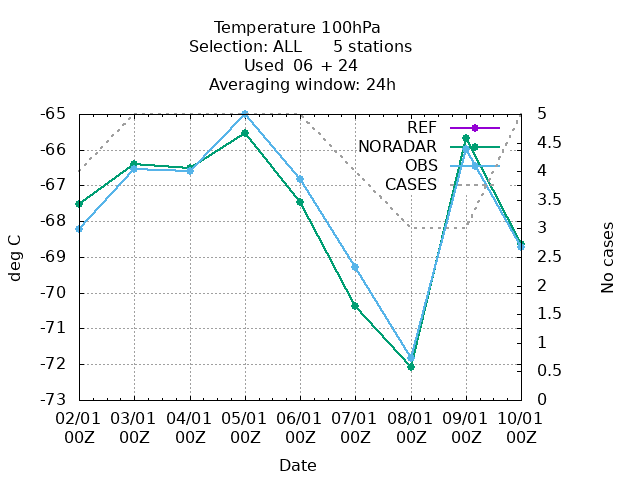 Temperature 100hPa
Selection: ALL 5 stations
Used 06 + 24
Averaging window: 24h
-65
-66
-67
-68
-69
-70
-71
-72
-73
deg C
REF
NORADAR
OBS
CASES
5
4.5
4
3.5
3
2.5
2
1.5
1
0.5
0
No cases
02/01 03/01 04/01 05/01 06/01 07/01 08/01 09/01 10/01
00Z 00Z 00Z 00Z 00Z 00Z 00Z 00Z 00Z
Date